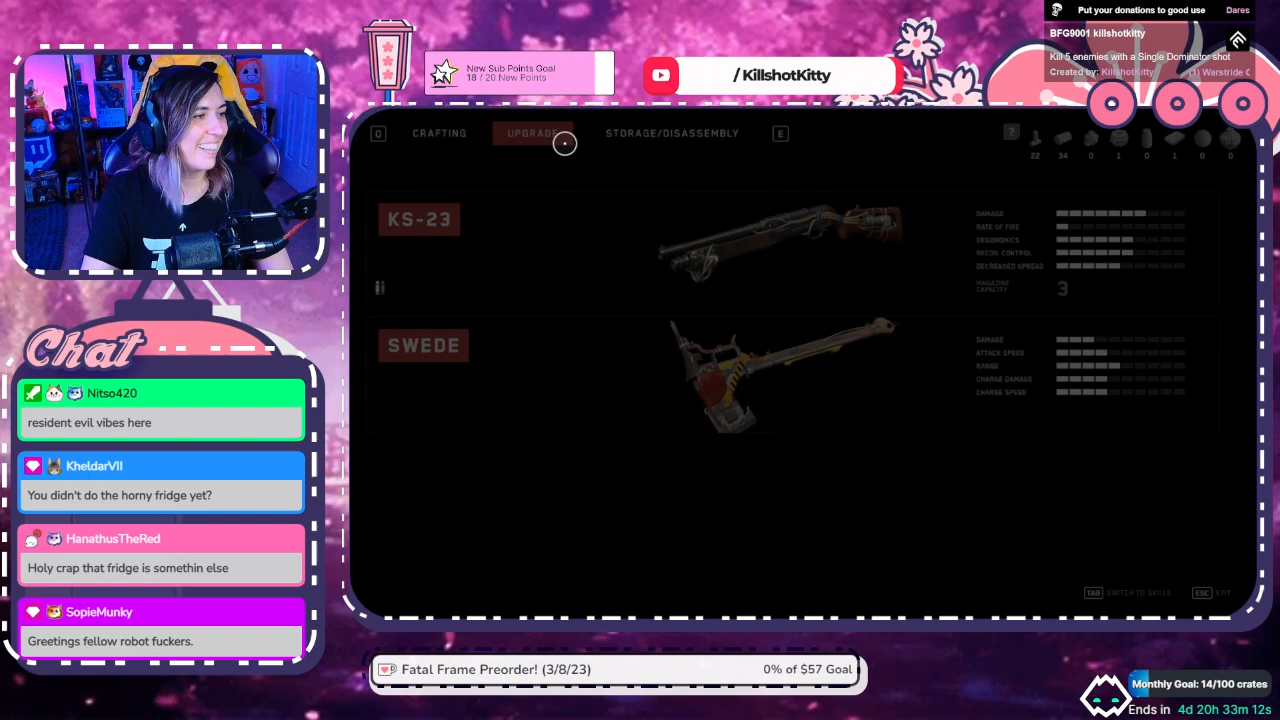 Put your donations to good use Dares
BFG9001 killshotkitty
Kill 5 enemies with a Single Dominator shot
Created by: KillshotKitty (1) Warstride C
New Sub Points Goal
18 / 20 New Points
/ KillshotKitty
Q CRAFTING UPGRADE STORAGE/DISASSEMBLY E
?
22 34 0 1 0 1 0 0
KS-23
DAMAGE
RATE OF FIRE
ERGONOMICS
RECOIL CONTROL
DECREASED SPREAD
MAGAZINE
CAPACITY
3
SWEDE
DAMAGE
ATTACK SPEED
RANGE
CHARGE DAMAGE
CHARGE SPEED
TAB SWITCH TO SKILLS ESC EXIT
Chat
Nitso420
resident evil vibes here
KheldarVII
You didn't do the horny fridge yet?
HanathusTheRed
Holy crap that fridge is somethin else
SopieMunky
Greetings fellow robot fuckers.
Fatal Frame Preorder! (3/8/23) 0% of $57 Goal
Monthly Goal: 14/100 crates
Ends in 4d 20h 33m 12s